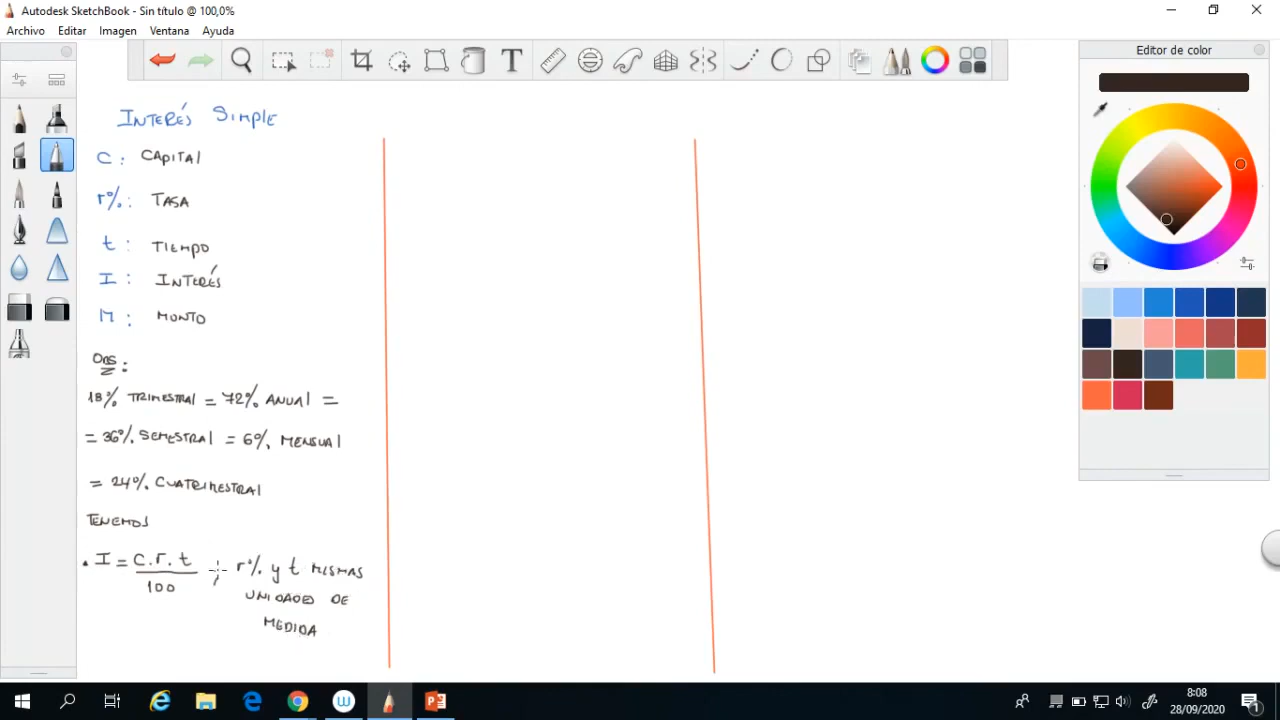 Autodesk SketchBook - Sin título @ 100,0%
Archivo Editar Imagen Ventana Ayuda
Editor de color
INTERÉS SIMPLE
C : CAPITAL
r% : TASA
t : TIEMPO
I : INTERÉS
M : MONTO
OBS :
18% TRIMESTRAL = 72% ANUAL =
= 36% SEMESTRAL = 6% MENSUAL
= 24% CUATRIMESTRAL
TENEMOS
• I = C.r.t / 100 ; r% y t MISMAS
UNIDADES DE
MEDIDA
8:08
28/09/2020